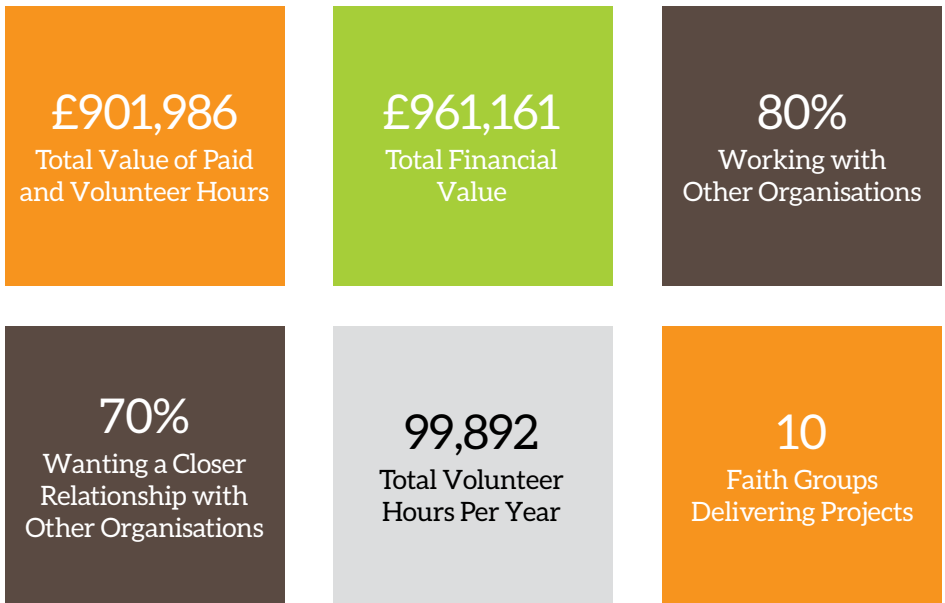 £901,986
Total Value of Paid
and Volunteer Hours
£961,161
Total Financial
Value
80%
Working with
Other Organisations
70%
Wanting a Closer
Relationship with
Other Organisations
99,892
Total Volunteer
Hours Per Year
10
Faith Groups
Delivering Projects